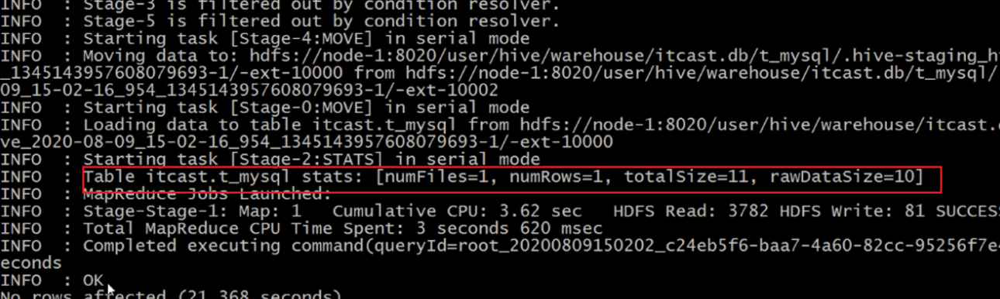 INFO  : Stage-3 is filtered out by condition resolver.
INFO  : Stage-5 is filtered out by condition resolver.
INFO  : Starting task [Stage-4:MOVE] in serial mode
INFO  : Moving data to: hdfs://node-1:8020/user/hive/warehouse/itcast.db/t_mysql/.hive-staging_h
_1345143957608079693-1/-ext-10000 from hdfs://node-1:8020/user/hive/warehouse/itcast.db/t_mysql/
09_15-02-16_954_1345143957608079693-1/-ext-10002
INFO  : Starting task [Stage-0:MOVE] in serial mode
INFO  : Loading data to table itcast.t_mysql from hdfs://node-1:8020/user/hive/warehouse/itcast.
ve_2020-08-09_15-02-16_954_1345143957608079693-1/-ext-10000
INFO  : Starting task [Stage-2:STATS] in serial mode
INFO  : Table itcast.t_mysql stats: [numFiles=1, numRows=1, totalSize=11, rawDataSize=10]
INFO  : MapReduce Jobs Launched:
INFO  : Stage-Stage-1: Map: 1   Cumulative CPU: 3.62 sec   HDFS Read: 3782 HDFS Write: 81 SUCCESS
INFO  : Total MapReduce CPU Time Spent: 3 seconds 620 msec
INFO  : Completed executing command(queryId=root_20200809150202_c24eb5f6-baa7-4a60-82cc-95256f7e
econds
INFO  : OK
No rows affected (21.368 seconds)